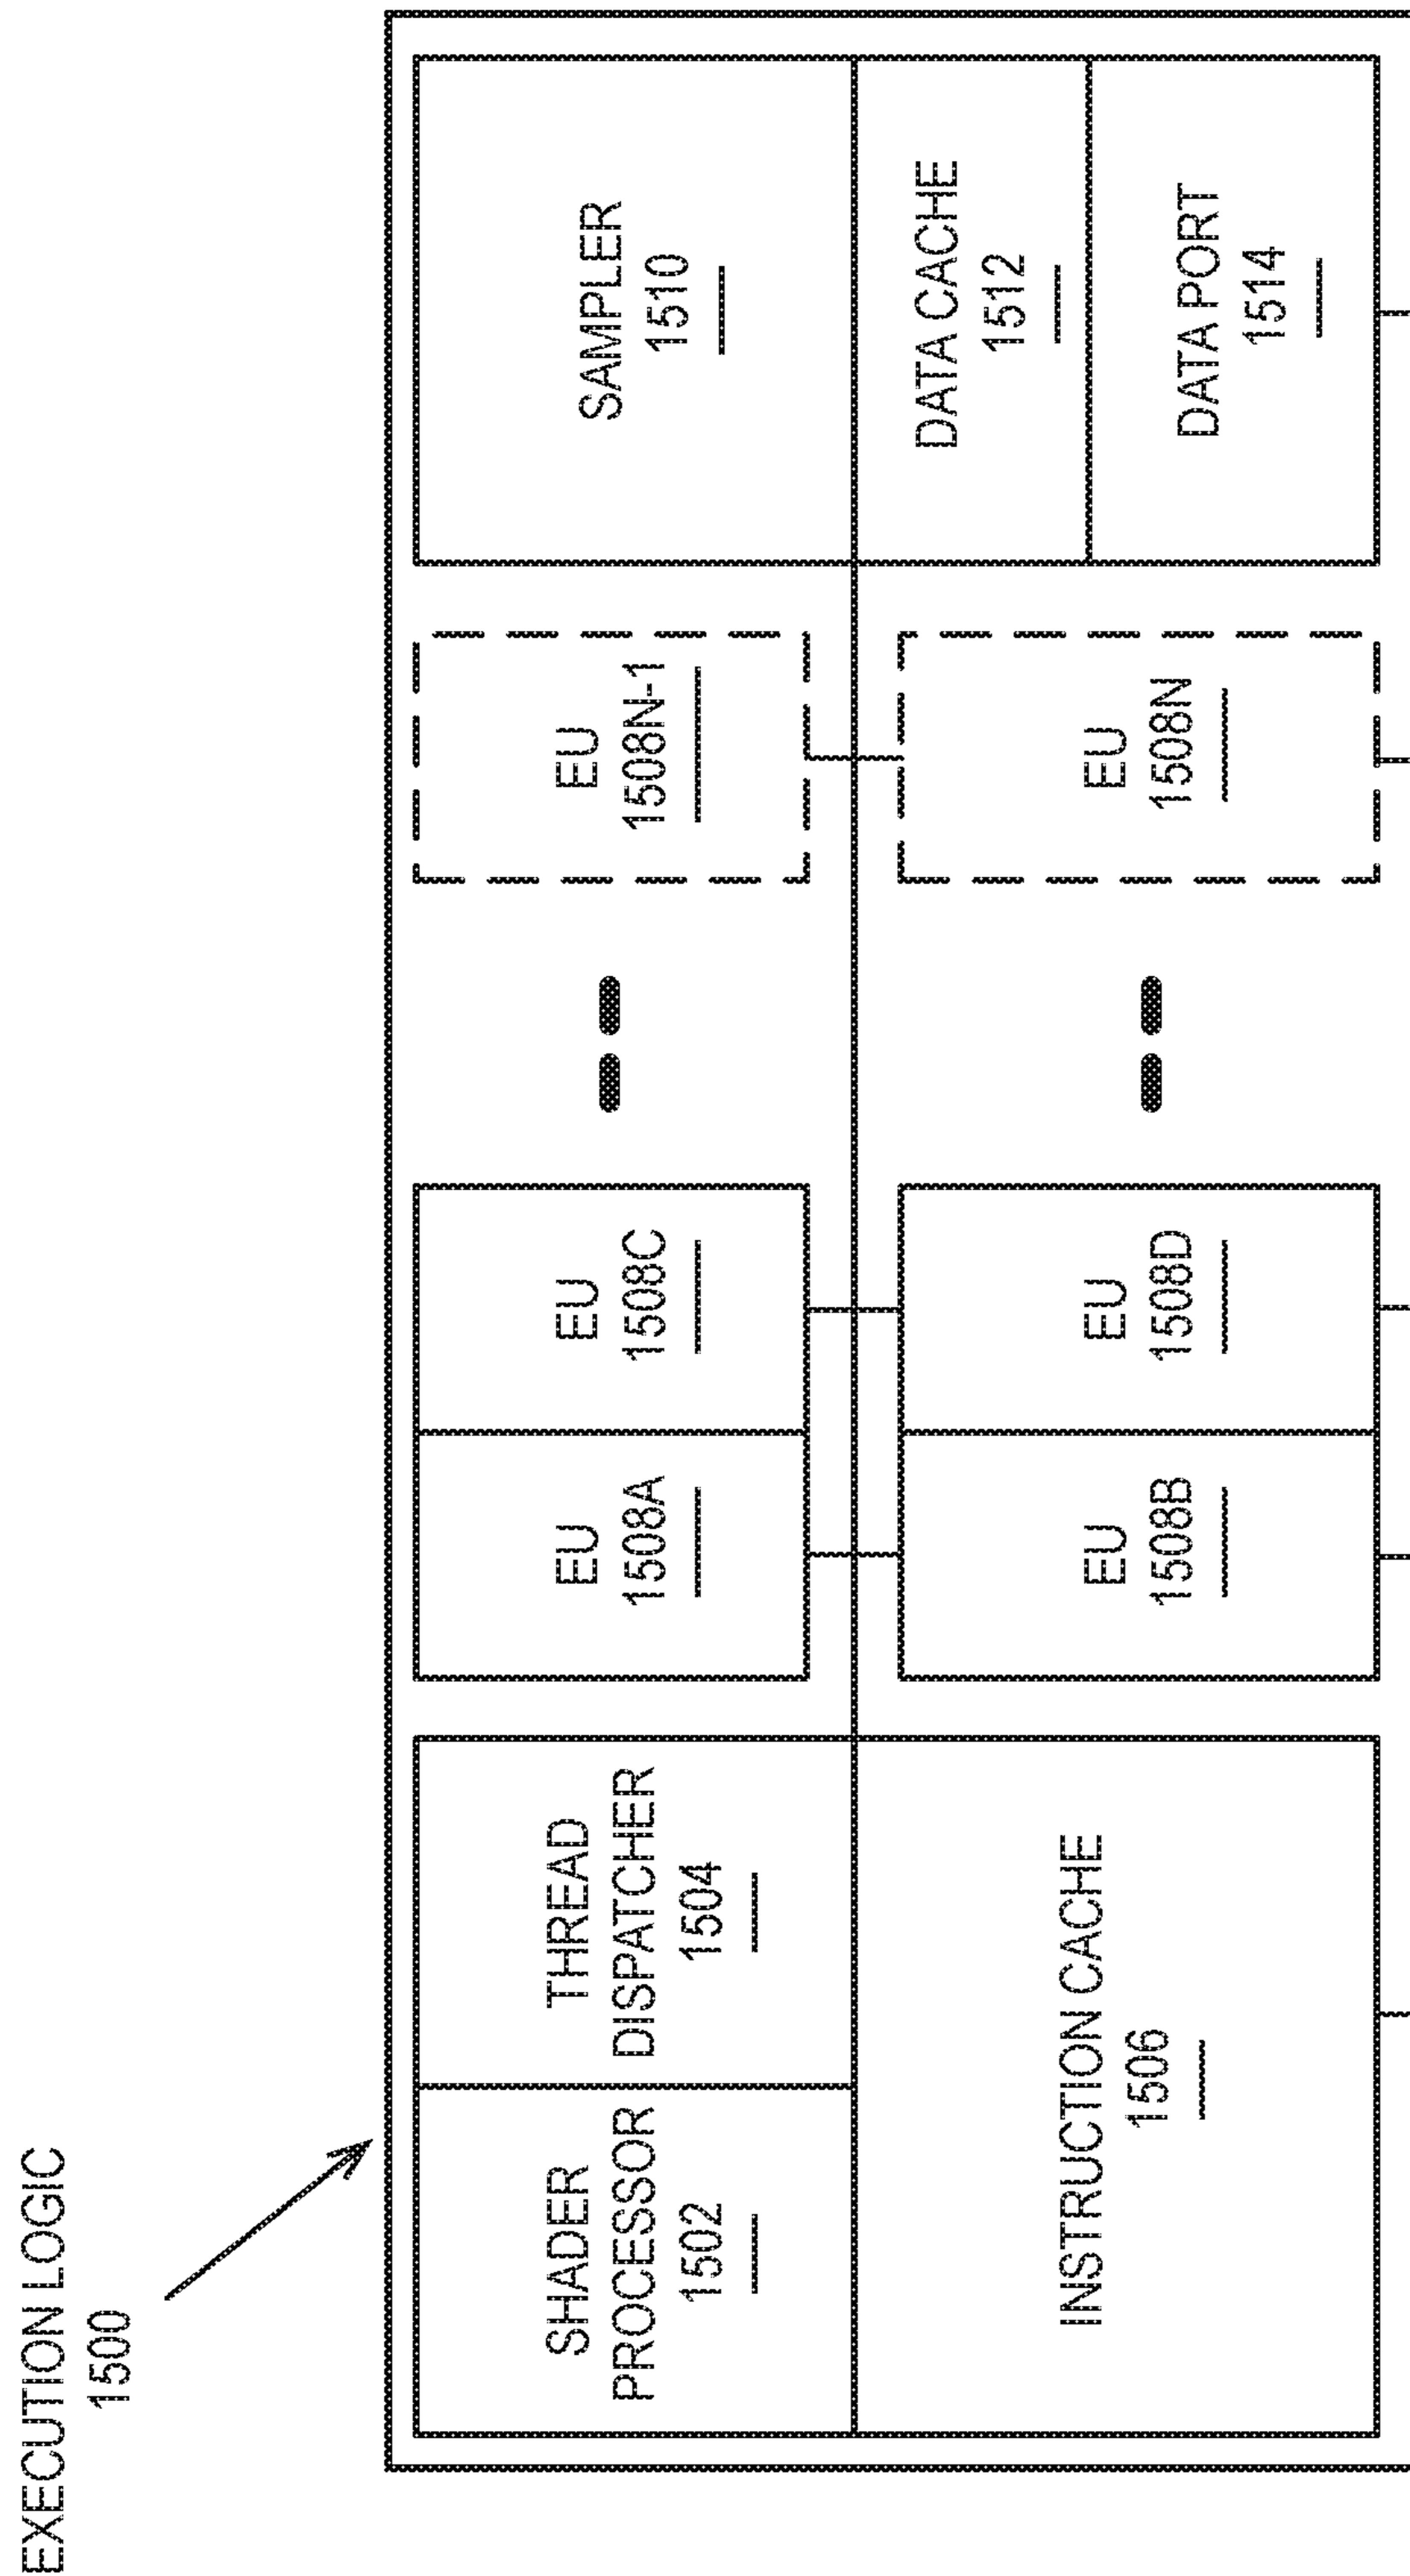 EXECUTION LOGIC
1500
SHADER
PROCESSOR
1502
THREAD
DISPATCHER
1504
INSTRUCTION CACHE
1506
EU
1508A
EU
1508C
EU
1508N-1
EU
1508B
EU
1508D
EU
1508N
SAMPLER
1510
DATA CACHE
1512
DATA PORT
1514